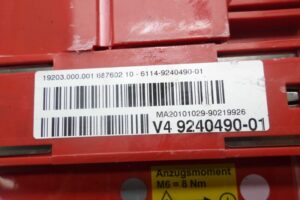 19203.000.001 687602 10 - 6114-9240490-01
MA20101029-90219926
V4 9240490-01
Anzugsmoment
M6 = 8 Nm